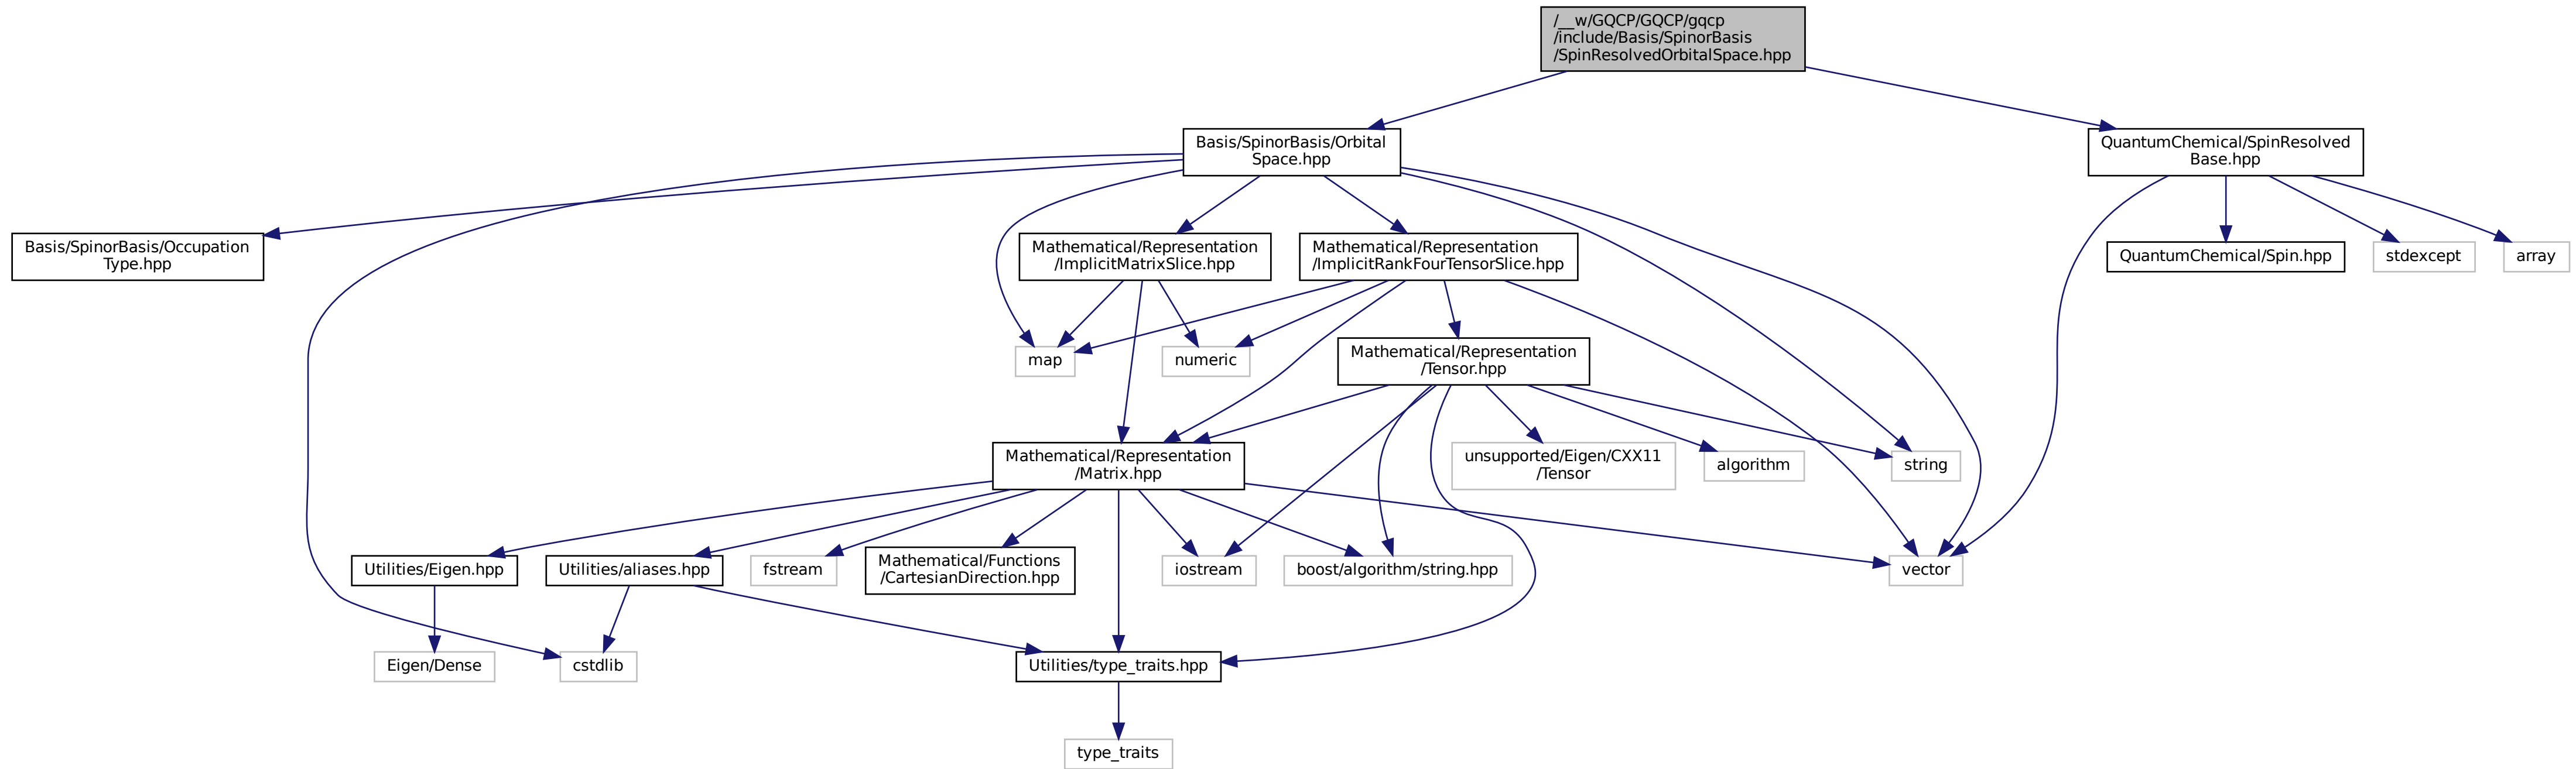 /__w/GQCP/GQCP/gqcp
/include/Basis/SpinorBasis
/SpinResolvedOrbitalSpace.hpp
Basis/SpinorBasis/Orbital
Space.hpp
QuantumChemical/SpinResolved
Base.hpp
Basis/SpinorBasis/Occupation
Type.hpp
Mathematical/Representation
/ImplicitMatrixSlice.hpp
Mathematical/Representation
/ImplicitRankFourTensorSlice.hpp
QuantumChemical/Spin.hpp
stdexcept
array
map
numeric
Mathematical/Representation
/Tensor.hpp
Mathematical/Representation
/Matrix.hpp
unsupported/Eigen/CXX11
/Tensor
algorithm
string
Utilities/Eigen.hpp
Utilities/aliases.hpp
fstream
Mathematical/Functions
/CartesianDirection.hpp
iostream
boost/algorithm/string.hpp
vector
Eigen/Dense
cstdlib
Utilities/type_traits.hpp
type_traits